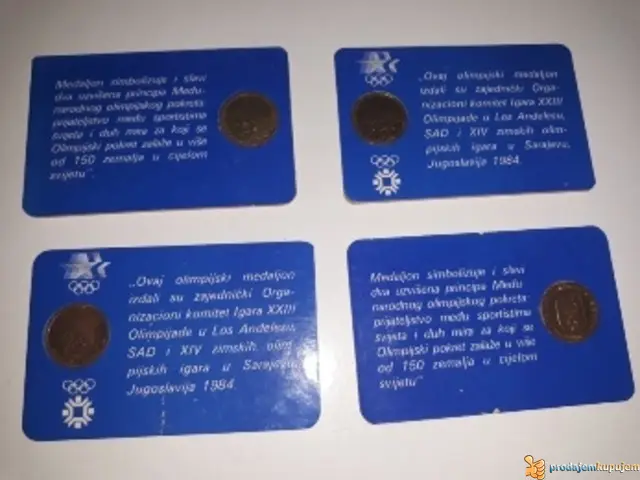 Medaljon simbolizuje i slavi
dva uzvišena principa Među-
narodnog olimpijskog pokreta:
prijateljstvo među sportistima
svijeta i duh mira za koji se
Olimpijski pokret zalaže u više
od 150 zemalja u cijelom
svijetu".
„Ovaj olimpijski medaljon
izdali su zajednički Orga-
nizacioni komitet Igara XXIII
Olimpijade u Los Anđelesu,
SAD i XIV zimskih olim-
pijskih igara u Sarajevu,
Jugoslavija 1984.
„Ovaj olimpijski medaljon
izdali su zajednički Orga-
nizacioni komitet Igara XXIII
Olimpijade u Los Anđelesu,
SAD i XIV zimskih olim-
pijskih igara u Sarajevu,
Jugoslavija 1984.
Medaljon simbolizuje i slavi
dva uzvišena principa Među-
narodnog olimpijskog pokreta:
prijateljstvo među sportistima
svijeta i duh mira za koji se
Olimpijski pokret zalaže u više
od 150 zemalja u cijelom
svijetu"
prodajemkupujem